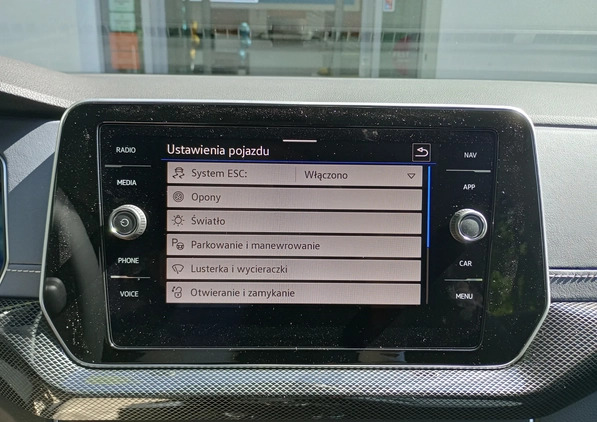 RADIO
MEDIA
PHONE
VOICE
Ustawienia pojazdu
System ESC: Włączono
Opony
Światło
Parkowanie i manewrowanie
Lusterka i wycieraczki
Otwieranie i zamykanie
NAV
APP
CAR
MENU